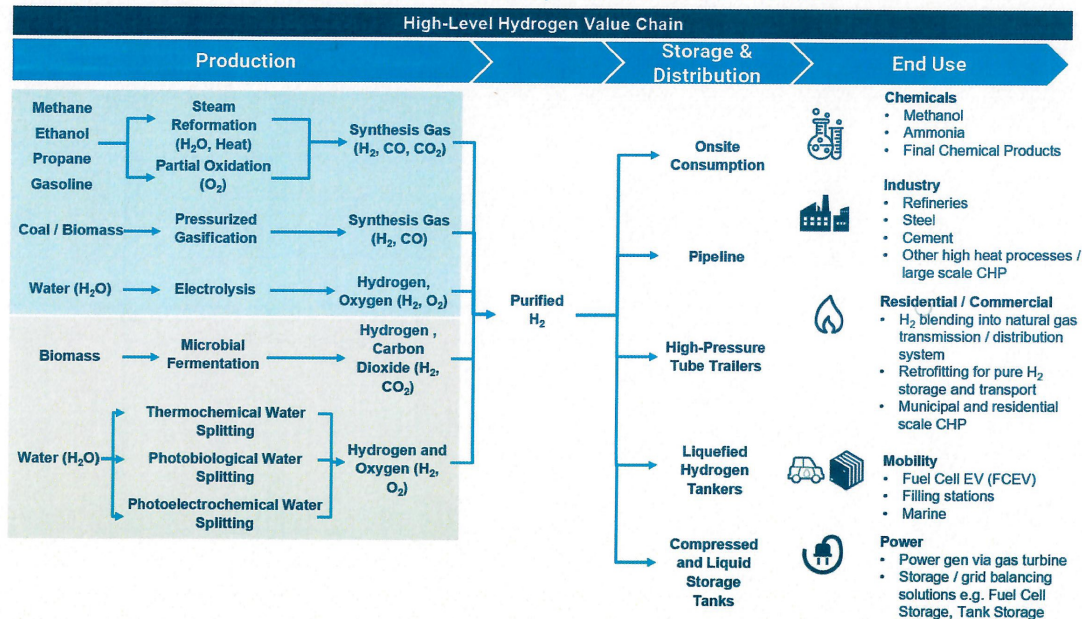 High-Level Hydrogen Value Chain
Production
Storage &
Distribution
End Use
Methane
Ethanol
Propane
Gasoline
Steam
Reformation
(H₂O, Heat)
Partial Oxidation
(O₂)
Synthesis Gas
(H₂, CO, CO₂)
Coal / Biomass
Pressurized
Gasification
Synthesis Gas
(H₂, CO)
Water (H₂O)
Electrolysis
Hydrogen,
Oxygen (H₂, O₂)
Biomass
Microbial
Fermentation
Hydrogen ,
Carbon
Dioxide (H₂,
CO₂)
Water (H₂O)
Thermochemical Water
Splitting
Photobiological Water
Splitting
Photoelectrochemical Water
Splitting
Hydrogen and
Oxygen (H₂,
O₂)
Purified
H₂
Onsite
Consumption
Pipeline
High-Pressure
Tube Trailers
Liquefied
Hydrogen
Tankers
Compressed
and Liquid
Storage
Tanks
Chemicals
• Methanol
• Ammonia
• Final Chemical Products
Industry
• Refineries
• Steel
• Cement
• Other high heat processes /
large scale CHP
Residential / Commercial
• H₂ blending into natural gas
transmission / distribution
system
• Retrofitting for pure H₂
storage and transport
• Municipal and residential
scale CHP
Mobility
• Fuel Cell EV (FCEV)
• Filling stations
• Marine
Power
• Power gen via gas turbine
• Storage / grid balancing
solutions e.g. Fuel Cell
Storage, Tank Storage